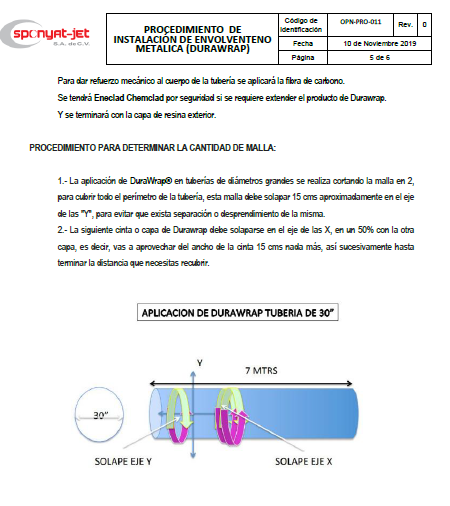 sponyat-jet
S.A. de C.V.
PROCEDIMIENTO DE
INSTALACIÓN DE ENVOLVENTENO
METALICA (DURAWRAP)
Código de
Identificación
OPN-PRO-011
Rev.
0
Fecha
10 de Noviembre 2019
Página
5 de 6
Para dar refuerzo mecánico al cuerpo de la tubería se aplicará la fibra de carbono.
Se tendrá Eneclad Chemclad por seguridad si se requiere extender el producto de Durawrap.
Y se terminará con la capa de resina exterior.
PROCEDIMIENTO PARA DETERMINAR LA CANTIDAD DE MALLA:
1.- La aplicación de DuraWrap® en tuberías de diámetros grandes se realiza cortando la malla en 2,
para cubrir todo el perímetro de la tubería, esta malla debe solapar 15 cms aproximadamente en el eje
de las "Y", para evitar que exista separación o desprendimiento de la misma.
2.- La siguiente cinta o capa de Durawrap debe solaparse en el eje de las X, en un 50% con la otra
capa, es decir, vas a aprovechar del ancho de la cinta 15 cms nada más, así sucesivamente hasta
terminar la distancia que necesitas recubrir.
APLICACION DE DURAWRAP TUBERIA DE 30"
Y
7 MTRS
30"
SOLAPE EJE Y
SOLAPE EJE X